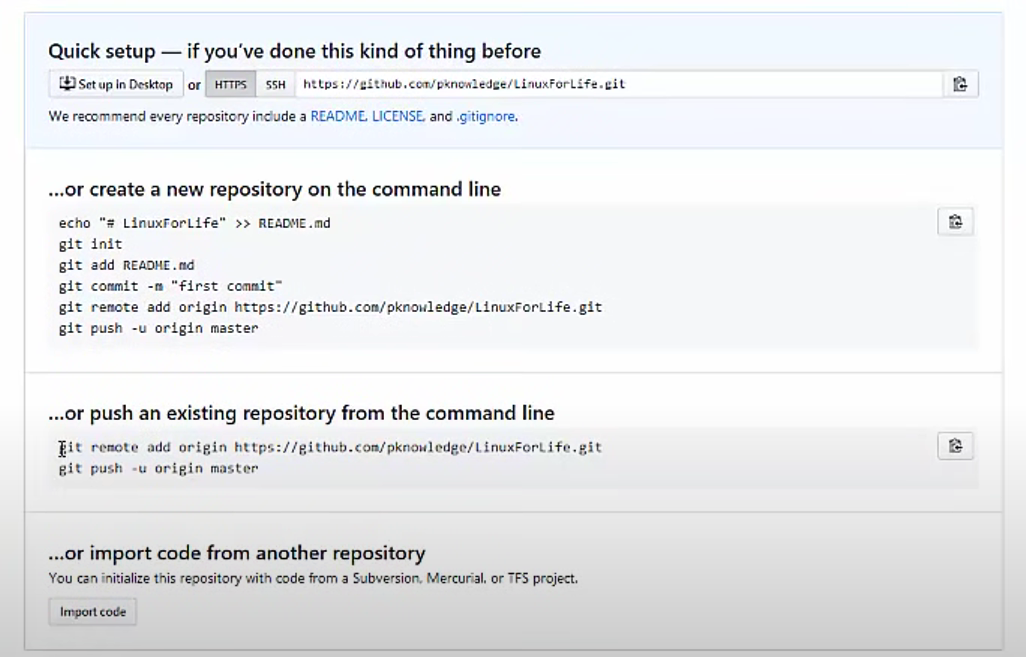 Quick setup — if you've done this kind of thing before
Set up in Desktop or HTTPS SSH https://github.com/pknowledge/LinuxForLife.git
We recommend every repository include a README, LICENSE, and .gitignore.
...or create a new repository on the command line
echo "# LinuxForLife" >> README.md
git init
git add README.md
git commit -m "first commit"
git remote add origin https://github.com/pknowledge/LinuxForLife.git
git push -u origin master
...or push an existing repository from the command line
git remote add origin https://github.com/pknowledge/LinuxForLife.git
git push -u origin master
...or import code from another repository
You can initialize this repository with code from a Subversion, Mercurial, or TFS project.
Import code